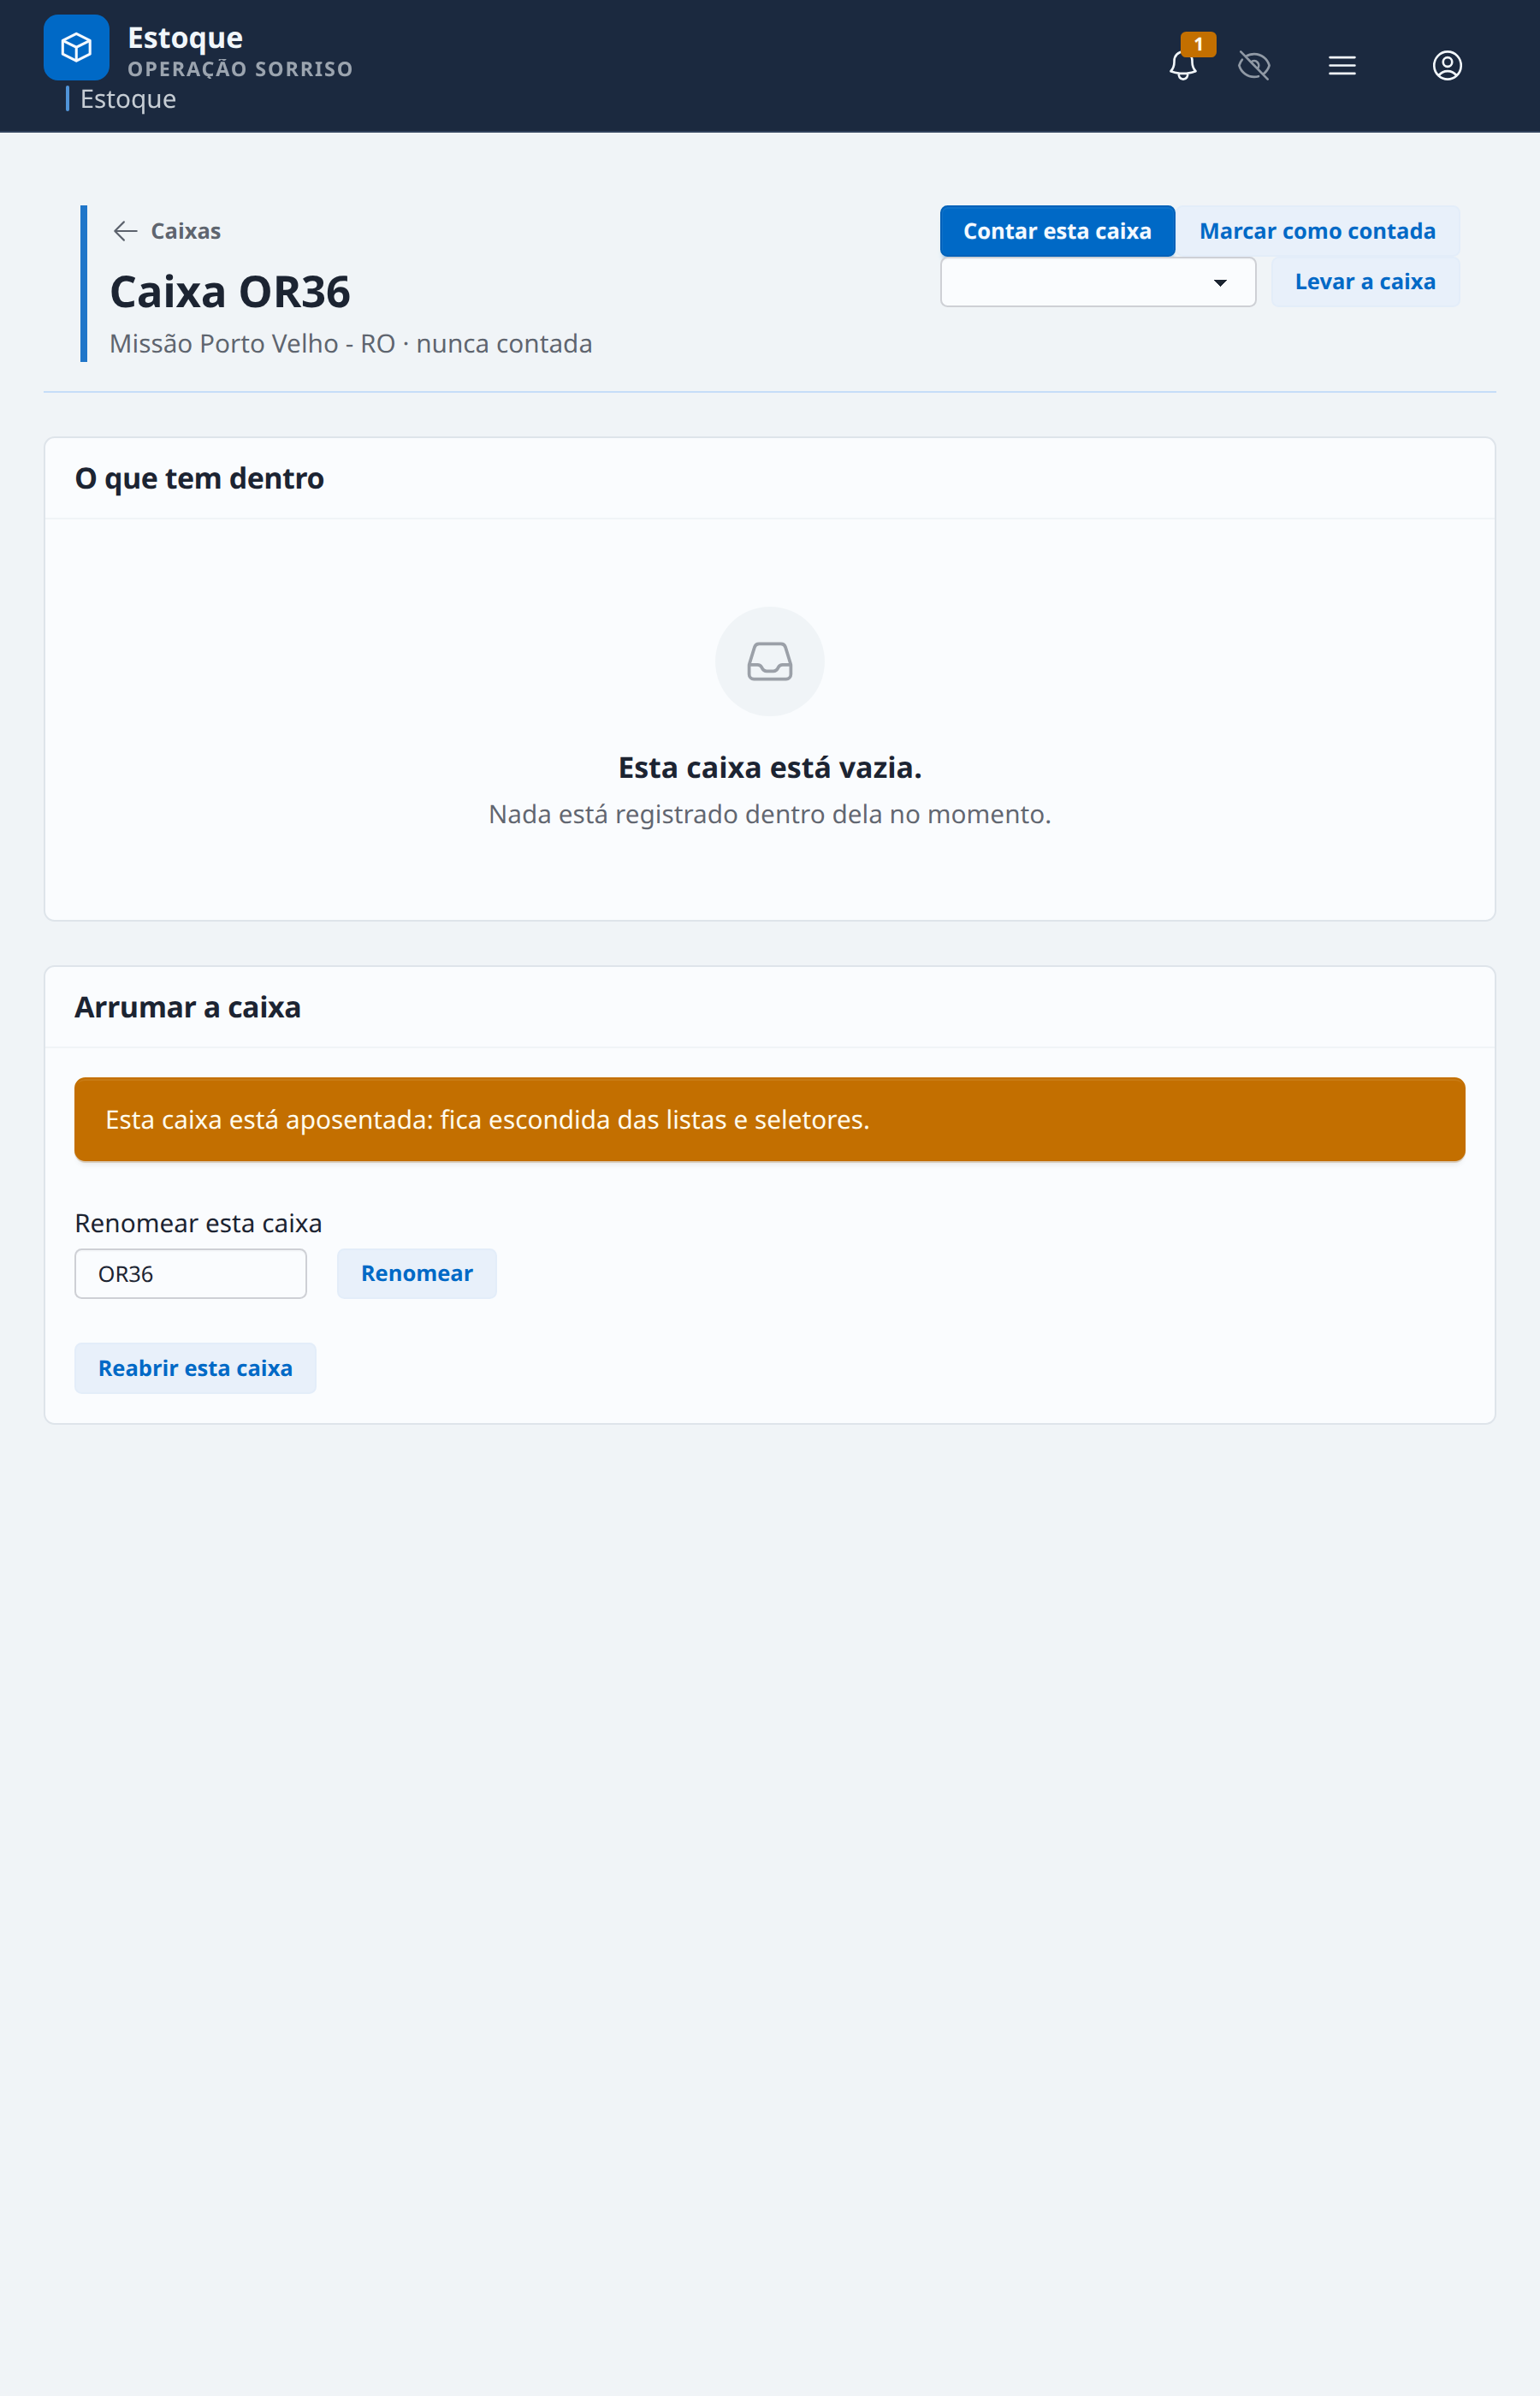 Estoque
OPERAÇÃO SORRISO
Estoque
1
Caixas
Caixa OR36
Missão Porto Velho - RO · nunca contada
Contar esta caixa
Marcar como contada
Levar a caixa
O que tem dentro
Esta caixa está vazia.
Nada está registrado dentro dela no momento.
Arrumar a caixa
Esta caixa está aposentada: fica escondida das listas e seletores.
Renomear esta caixa
OR36
Renomear
Reabrir esta caixa